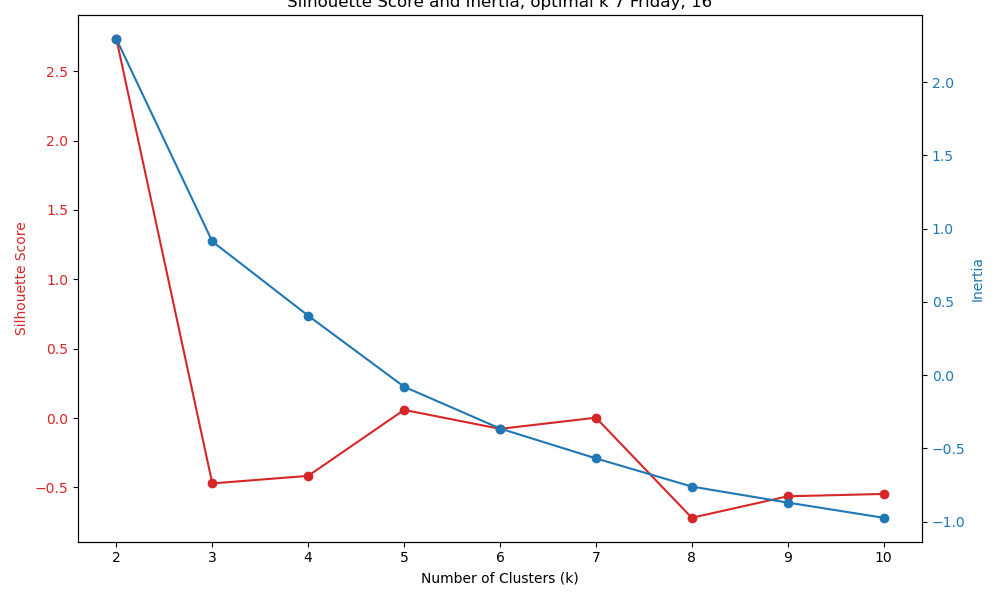 Silhouette Score and Inertia, optimal k 7 Friday, 16
2.5
2.0
1.5
1.0
0.5
0.0
−0.5
Silhouette Score
2.0
1.5
1.0
0.5
0.0
−0.5
−1.0
Inertia
2 3 4 5 6 7 8 9 10
Number of Clusters (k)